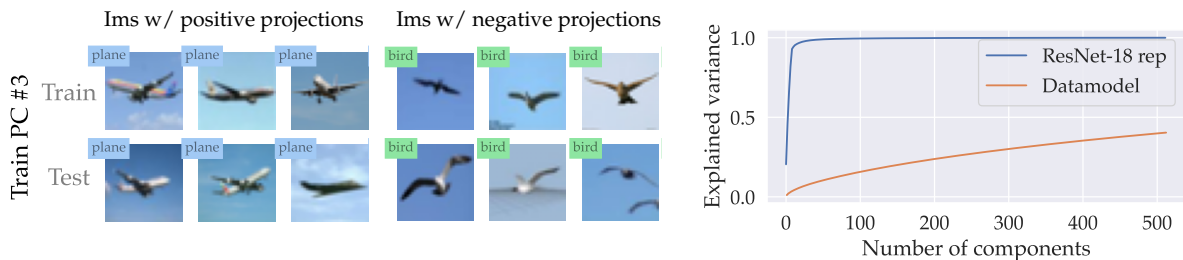 Ims w/ positive projections
Ims w/ negative projections
Train PC #3
Train
plane
plane
plane
bird
bird
bird
Test
plane
plane
plane
bird
bird
bird
Explained variance
1.0
0.5
0.0
ResNet-18 rep
Datamodel
0
100
200
300
400
500
Number of components